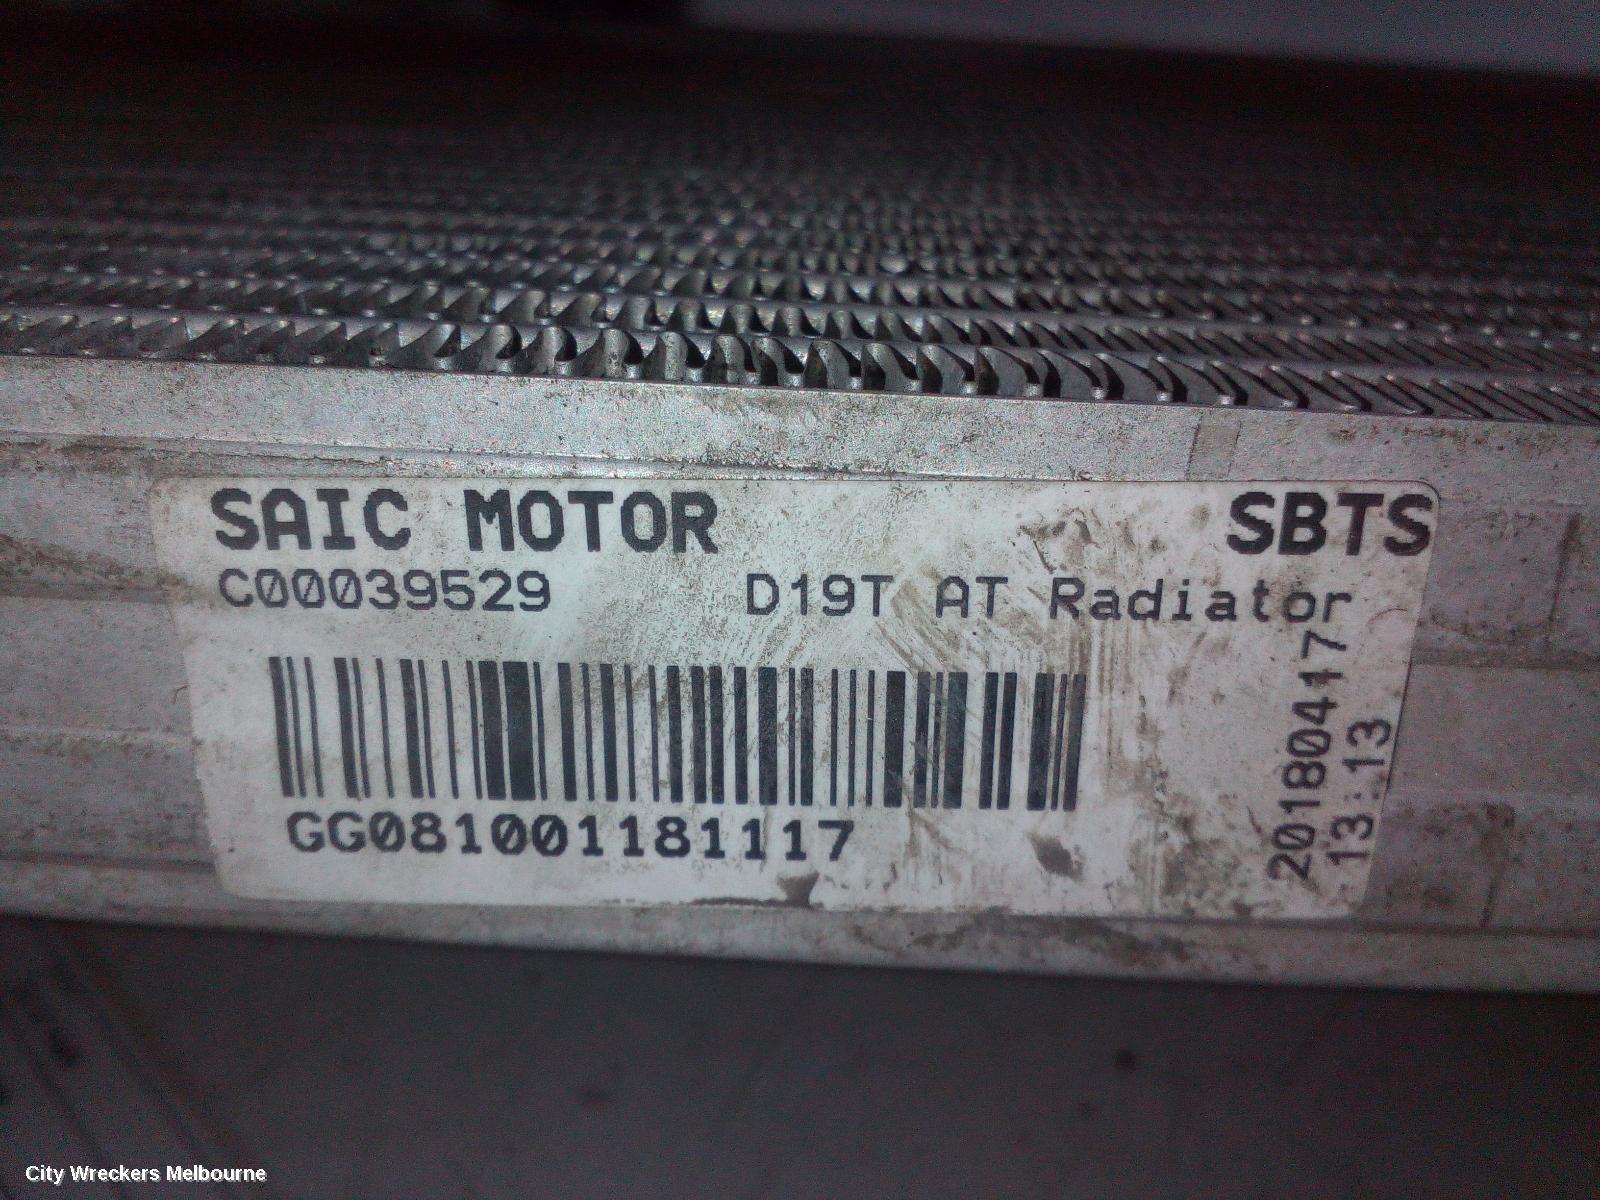 SAIC MOTOR SBTS
C00039529 D19T AT Radiator
GG081001181117
20180417
13:13
City Wreckers Melbourne